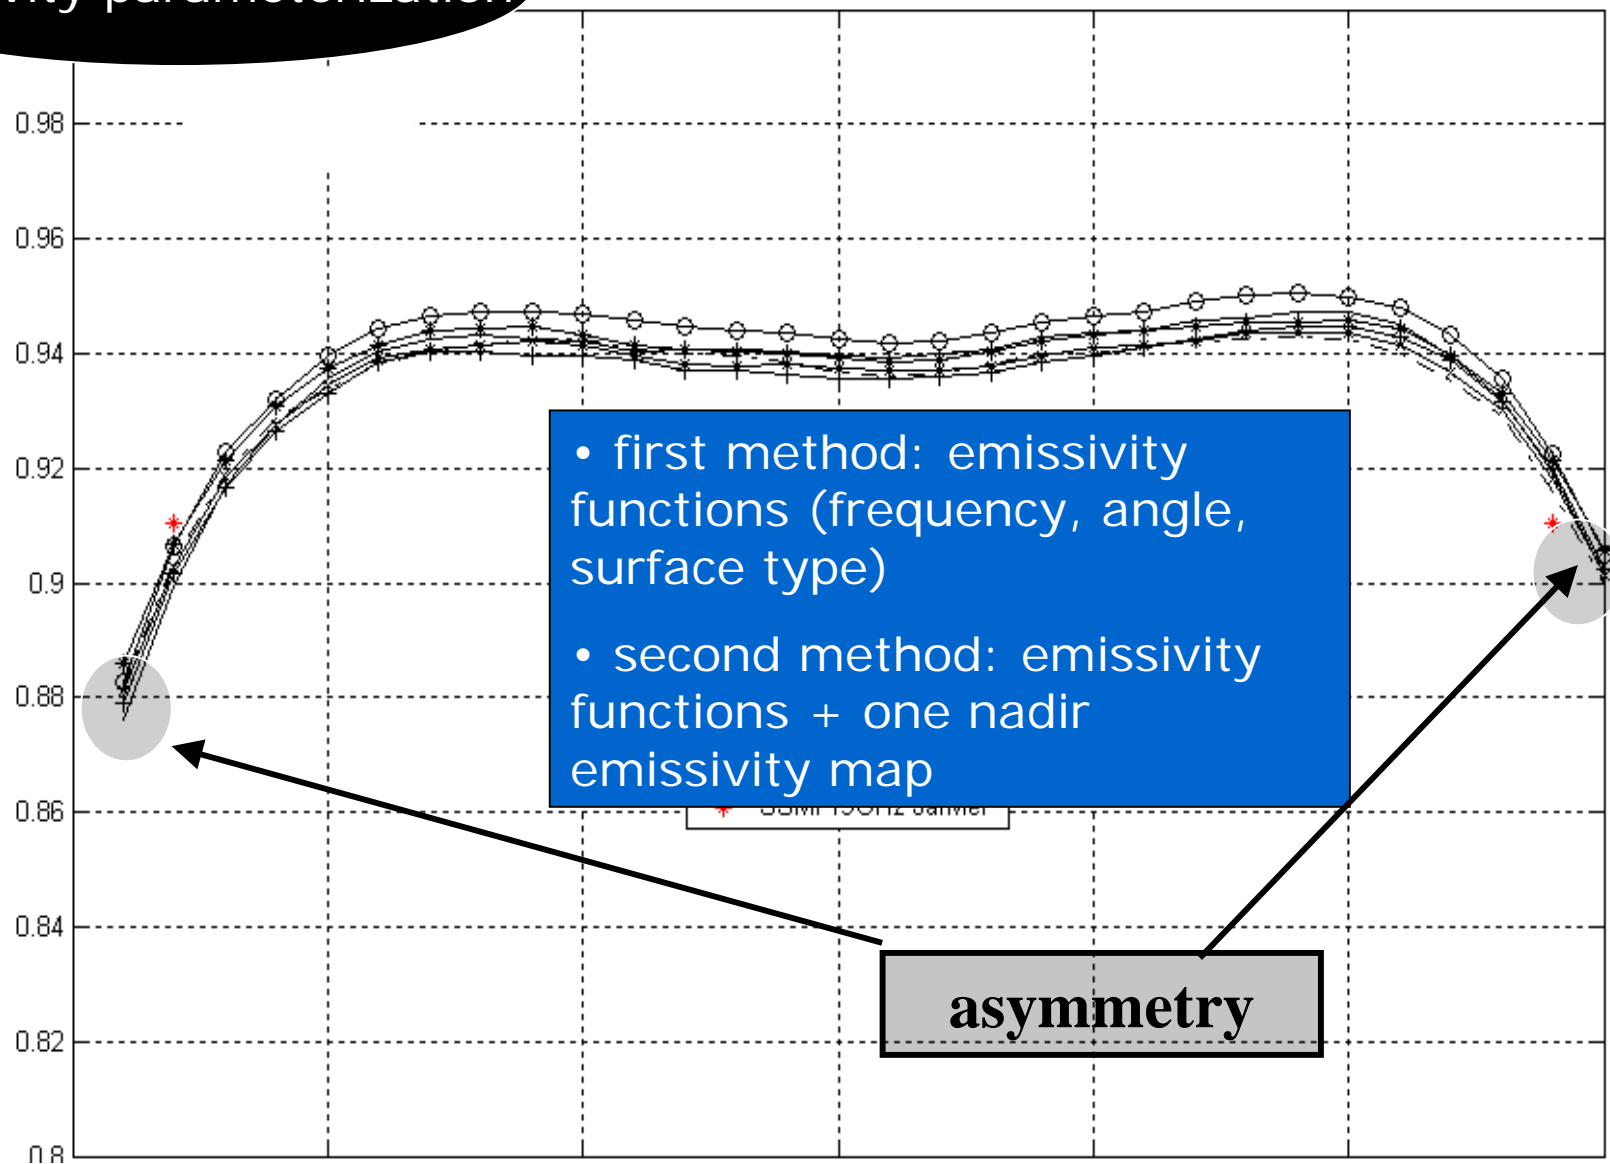 parameterization
0.98
0.96
0.94
0.92
0.9
0.88
0.86
0.84
0.82
0.8
• first method: emissivity
functions (frequency, angle,
surface type)
• second method: emissivity
functions + one nadir
emissivity map
asymmetry